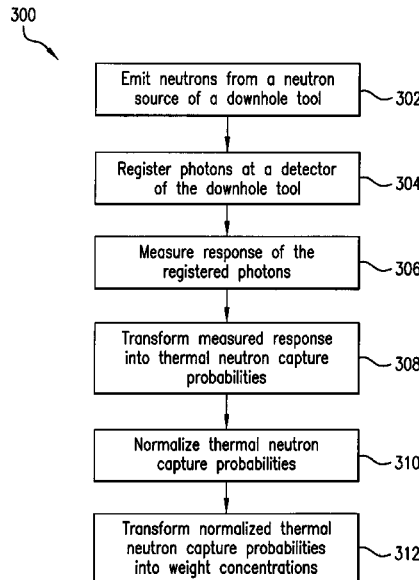 300
Emit neutrons from a neutron
source of a downhole tool
302
Register photons at a detector
of the downhole tool
304
Measure response of the
registered photons
306
Transform measured response
into thermal neutron capture
probabilities
308
Normalize thermal neutron
capture probabilities
310
Transform normalized thermal
neutron capture probabilities
into weight concentrations
312